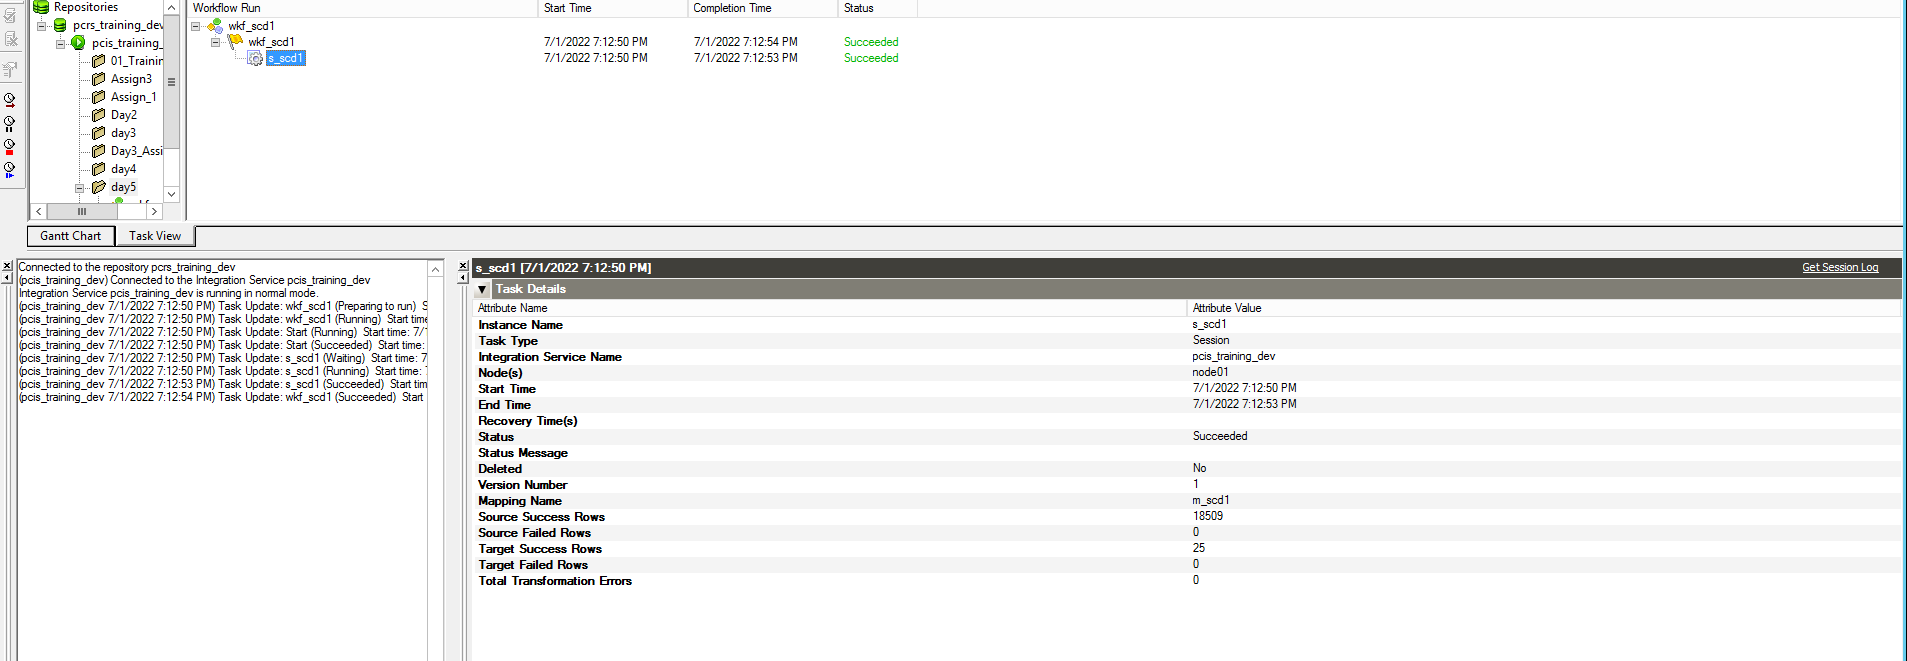 Repositories
pcrs_training_dev
pcis_training_
01_Trainin
Assign3
Assign_1
Day2
day3
Day3_Assi
day4
day5
Workflow Run Start Time Completion Time Status
wkf_scd1
wkf_scd1 7/1/2022 7:12:50 PM 7/1/2022 7:12:54 PM Succeeded
s_scd1 7/1/2022 7:12:50 PM 7/1/2022 7:12:53 PM Succeeded
Gantt Chart Task View
Connected to the repository pcrs_training_dev
(pcis_training_dev) Connected to the Integration Service pcis_training_dev
Integration Service pcis_training_dev is running in normal mode.
(pcis_training_dev 7/1/2022 7:12:50 PM) Task Update: wkf_scd1 (Preparing to run) S
(pcis_training_dev 7/1/2022 7:12:50 PM) Task Update: wkf_scd1 (Running) Start time
(pcis_training_dev 7/1/2022 7:12:50 PM) Task Update: Start (Running) Start time: 7/
(pcis_training_dev 7/1/2022 7:12:50 PM) Task Update: Start (Succeeded) Start time:
(pcis_training_dev 7/1/2022 7:12:50 PM) Task Update: s_scd1 (Waiting) Start time: 7
(pcis_training_dev 7/1/2022 7:12:50 PM) Task Update: s_scd1 (Running) Start time:
(pcis_training_dev 7/1/2022 7:12:53 PM) Task Update: s_scd1 (Succeeded) Start tim
(pcis_training_dev 7/1/2022 7:12:54 PM) Task Update: wkf_scd1 (Succeeded) Start
s_scd1 [7/1/2022 7:12:50 PM] Get Session Log
Task Details
Attribute Name Attribute Value
Instance Name s_scd1
Task Type Session
Integration Service Name pcis_training_dev
Node(s) node01
Start Time 7/1/2022 7:12:50 PM
End Time 7/1/2022 7:12:53 PM
Recovery Time(s)
Status Succeeded
Status Message
Deleted No
Version Number 1
Mapping Name m_scd1
Source Success Rows 18509
Source Failed Rows 0
Target Success Rows 25
Target Failed Rows 0
Total Transformation Errors 0